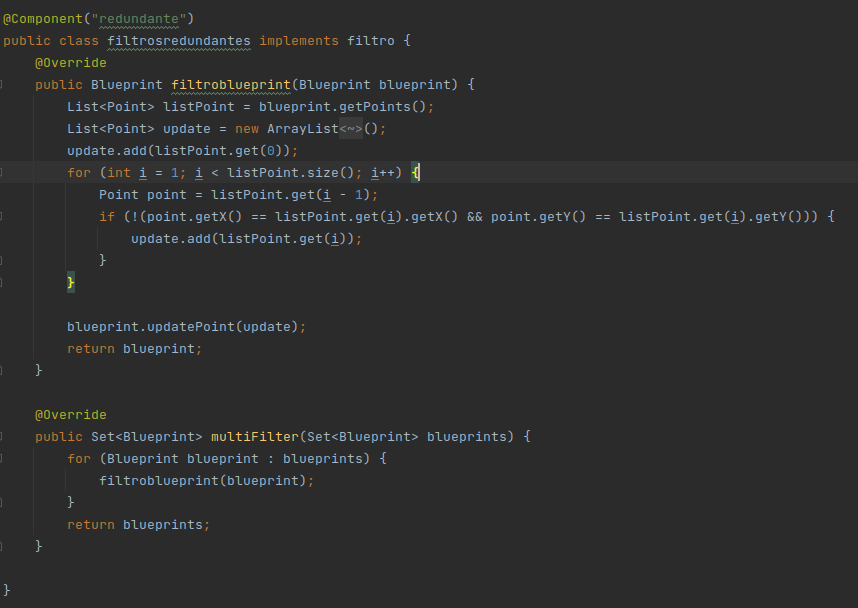 @Component("redundante")
public class filtrosredundantes implements filtro {
@Override
public Blueprint filtroblueprint(Blueprint blueprint) {
List<Point> listPoint = blueprint.getPoints();
List<Point> update = new ArrayList<~>();
update.add(listPoint.get(0));
for (int i = 1; i < listPoint.size(); i++) {
Point point = listPoint.get(i - 1);
if (!(point.getX() == listPoint.get(i).getX() && point.getY() == listPoint.get(i).getY())) {
update.add(listPoint.get(i));
}
}
blueprint.updatePoint(update);
return blueprint;
}
@Override
public Set<Blueprint> multiFilter(Set<Blueprint> blueprints) {
for (Blueprint blueprint : blueprints) {
filtroblueprint(blueprint);
}
return blueprints;
}
}